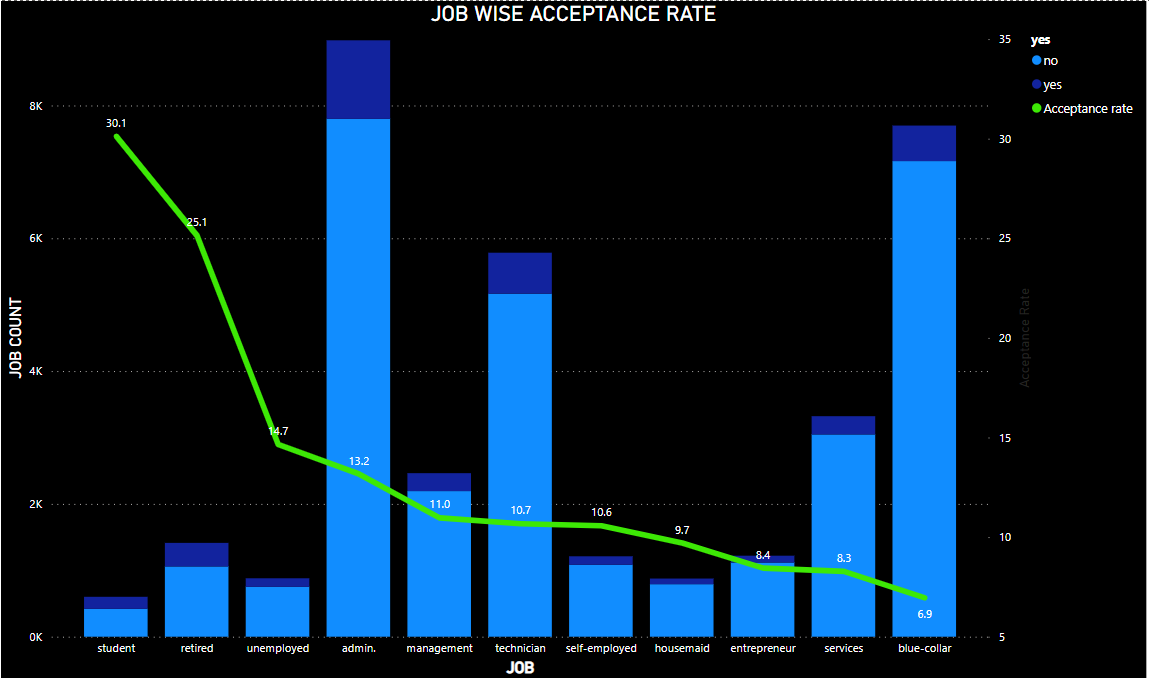 JOB WISE ACCEPTANCE RATE
yes
no
yes
Acceptance rate
JOB COUNT
8K
6K
4K
2K
0K
30.1
25.1
14.7
13.2
11.0
10.7
10.6
9.7
8.4
8.3
6.9
35
30
25
20
15
10
5
Acceptance Rate
student
retired
unemployed
admin.
management
technician
self-employed
housemaid
entrepreneur
services
blue-collar
JOB